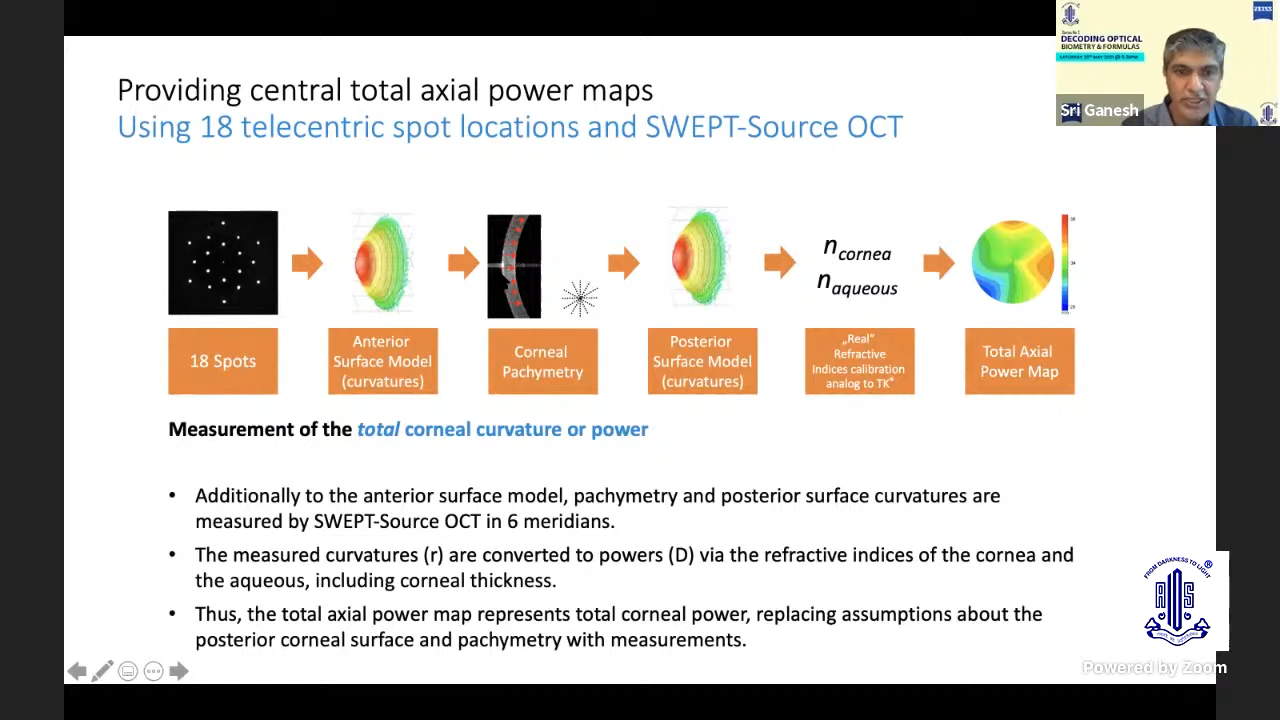 Providing central total axial power maps
Using 18 telecentric spot locations and SWEPT-Source OCT
DECODING OPTICAL
BIOMETRY & FORMULAS
ZEISS
Sri Ganesh
n cornea
n aqueous
18 Spots
Anterior
Surface Model
(curvatures)
Corneal
Pachymetry
Posterior
Surface Model
(curvatures)
„Real"
Refractive
Indices calibration
analog to TK®
Total Axial
Power Map
Measurement of the total corneal curvature or power
• Additionally to the anterior surface model, pachymetry and posterior surface curvatures are
measured by SWEPT-Source OCT in 6 meridians.
• The measured curvatures (r) are converted to powers (D) via the refractive indices of the cornea and
the aqueous, including corneal thickness.
• Thus, the total axial power map represents total corneal power, replacing assumptions about the
posterior corneal surface and pachymetry with measurements.
FROM DARKNESS TO LIGHT ®
Powered by Zoom